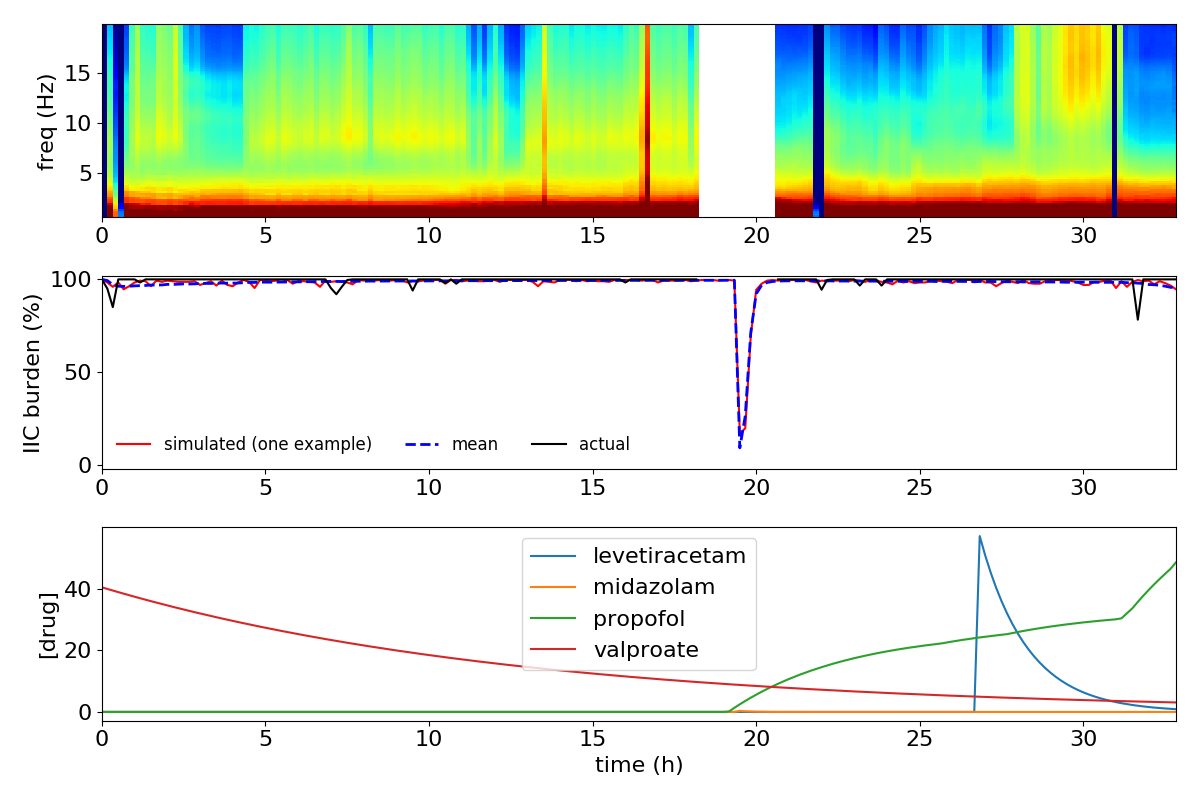 freq (Hz)
15
10
5
0 5 10 15 20 25 30
IIC burden (%)
100
50
0
simulated (one example) mean actual
0 5 10 15 20 25 30
[drug]
40
20
0
levetiracetam
midazolam
propofol
valproate
0 5 10 15 20 25 30
time (h)